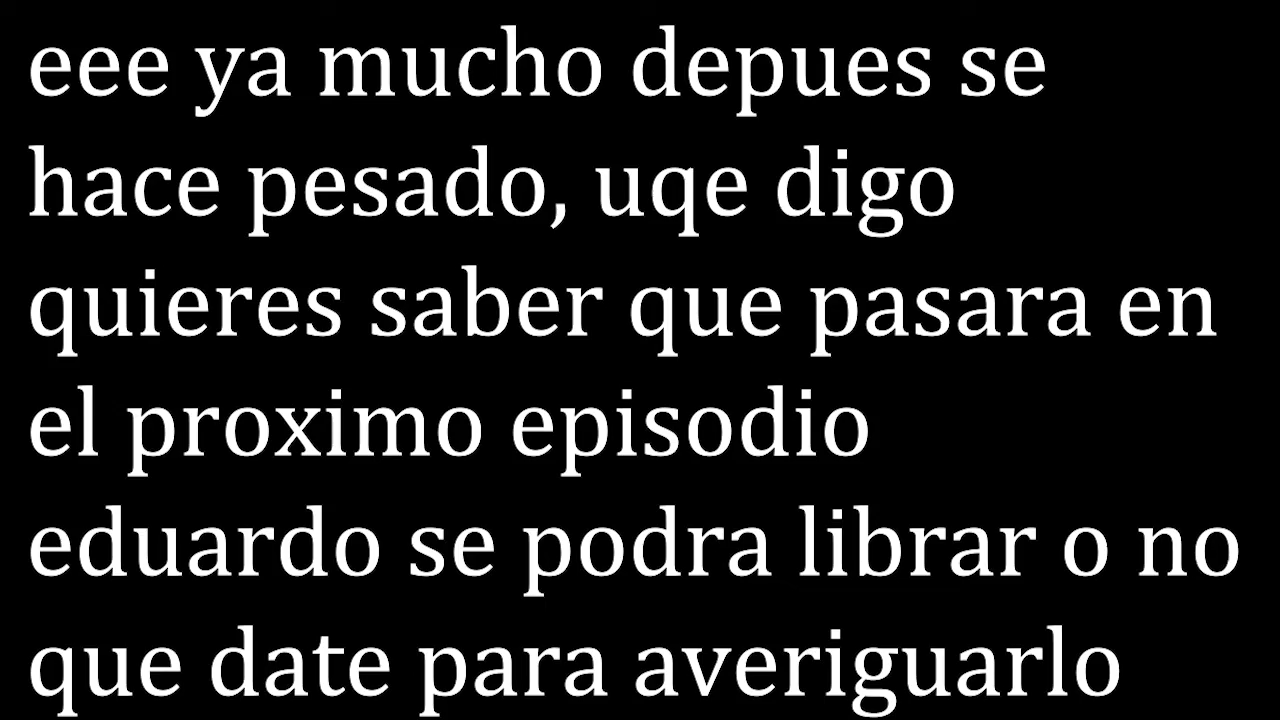 eee ya mucho depues se
hace pesado, uqe digo
quieres saber que pasara en
el proximo episodio
eduardo se podra librar o no
que date para averiguarlo